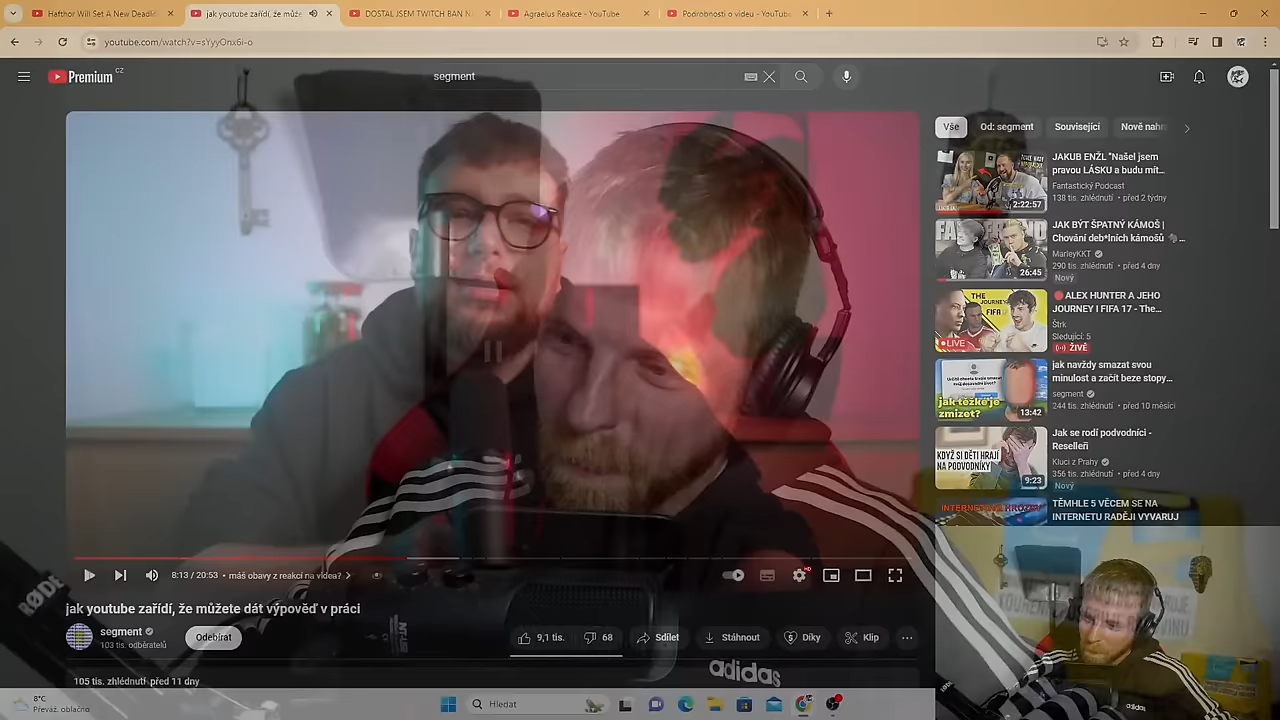 Hafthor Will Set A New Deadli
jak youtube zařídí, že může
DOSTAL JSEM TWITCH BAN N
Agraelus Reakce - YouTube
Podrobnosti o videu - YouTube
youtube.com/watch?v=sYyyOnx6i-o
Premium CZ
segment
Vše
Od: segment
Související
Nově nahr
JAKUB ENŽL "Našel jsem
pravou LÁSKU a budu mít...
Fantastický Podcast
138 tis. zhlédnutí • před 2 týdny
2:22:57
JAK BÝT ŠPATNÝ KÁMOŠ |
Chování deb*lních kámošů
MarleyKKT
290 tis. zhlédnutí • před 4 dny
Nový
26:45
ALEX HUNTER A JEHO
JOURNEY I FIFA 17 - The...
Štrk
Sledující: 5
ŽIVĚ
THE
JOURNEY
FIFA
LIVE
jak navždy smazat svou
minulost a začít beze stopy...
segment
244 tis. zhlédnutí • před 10 měsíci
jak těžké je
zmizet?
13:42
Jak se rodí podvodníci -
Reselleři
Kluci z Prahy
356 tis. zhlédnutí • před 4 dny
Nový
KDYŽ SI DĚTI HRAJÍ
NA PODVODNÍKY
9:23
TĚMHLE 5 VĚCEM SE NA
INTERNETU RADĚJI VYVARUJ
8:13 / 20:53 • máš obavy z reakcí na videa?
HD
jak youtube zařídí, že můžete dát výpověď v práci
segment
103 tis. odběratelů
Odebírat
9,1 tis.
68
Sdílet
Stáhnout
Díky
Klip
105 tis. zhlédnutí před 11 dny
RØDE
adidas
adidas
8°C
Převáž. oblačno
Hledat